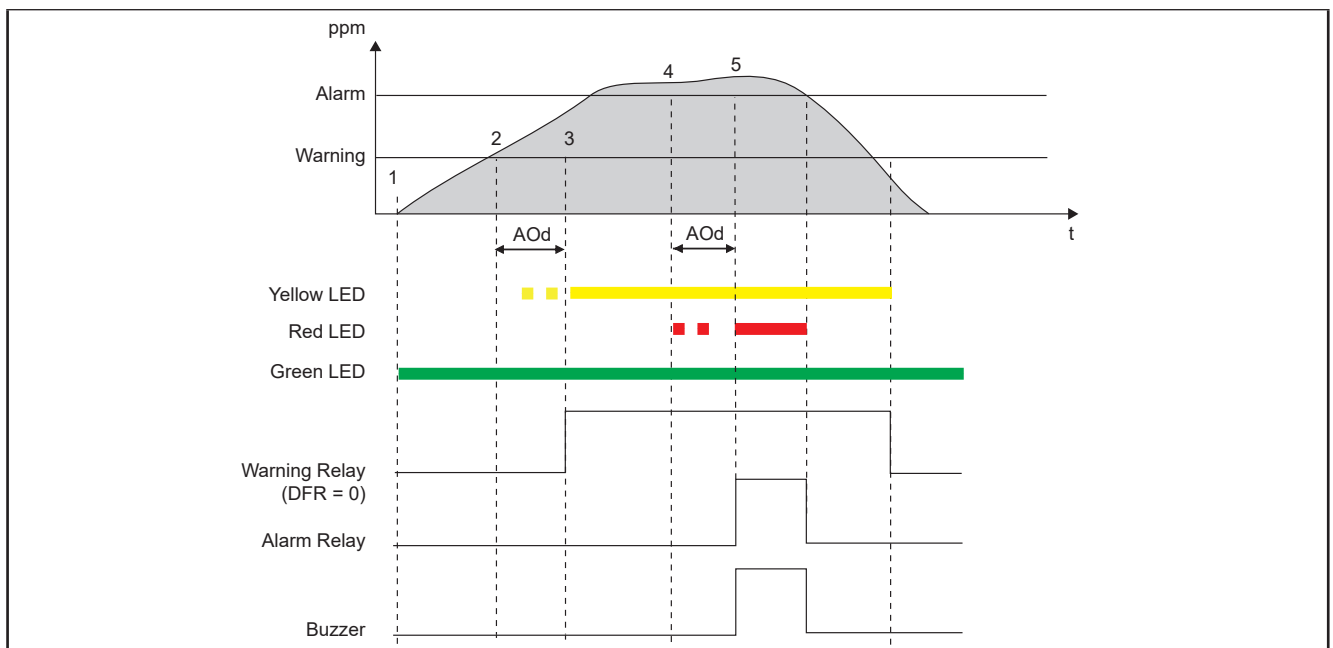 ppm
4 5
Alarm
2 3
Warning
1
AOd AOd
t
Yellow LED
Red LED
Green LED
Warning Relay
(DFR = 0)
Alarm Relay
Buzzer